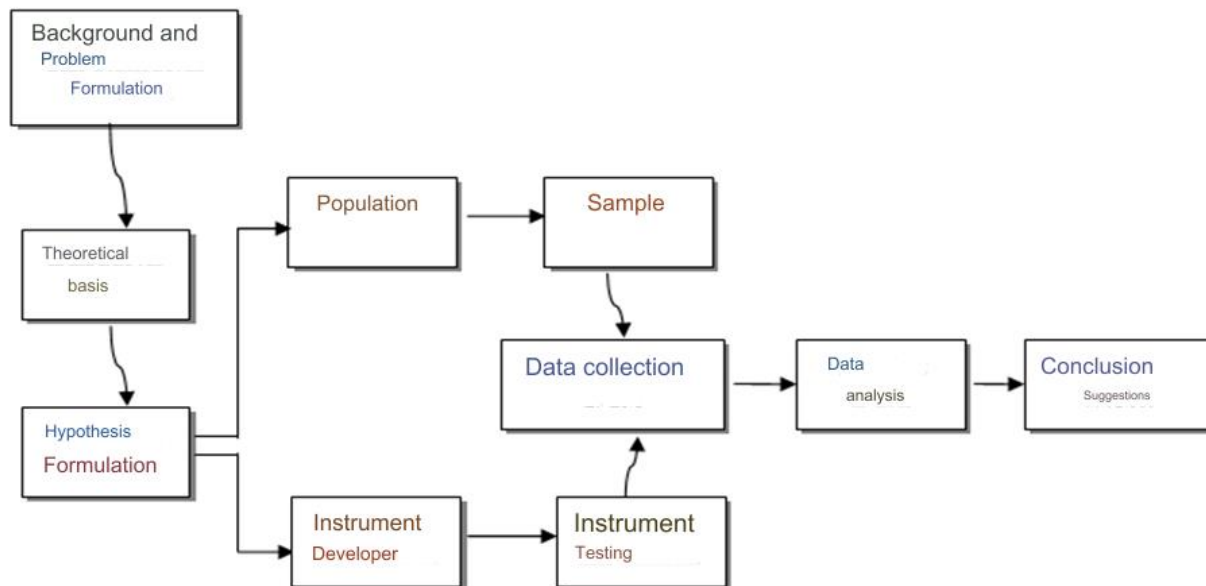 Background and
Problem
Formulation
Theoretical
basis
Hypothesis
Formulation
Population
Sample
Data collection
Data
analysis
Conclusion
Suggestions
Instrument
Developer
Instrument
Testing